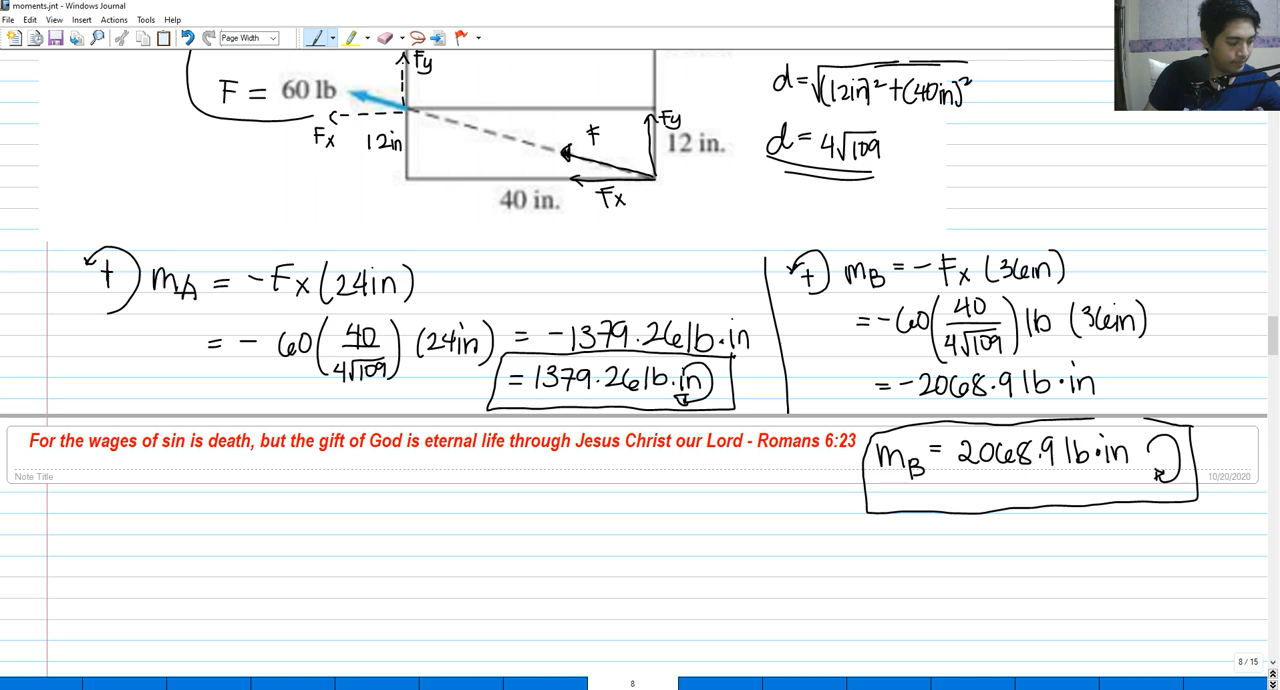 moments.jnt - Windows Journal
File Edit View Insert Actions Tools Help
Page Width
Fy
F = 60 lb
Fx
12in
F
Fy
12 in.
40 in.
Fx
d = √(12in)² + (40in)²
d = 4√109
+ MA = -Fx (24in)
= - 60 (40/4√109) (24in) = -1379.26 lb·in
= 1379.26 lb·in
+ MB = -Fx (36in)
= -60 (40/4√109) lb (36in)
= -2068.9 lb·in
For the wages of sin is death, but the gift of God is eternal life through Jesus Christ our Lord - Romans 6:23
MB = 2068.9 lb·in
Note Title
10/20/2020
8 / 15
8